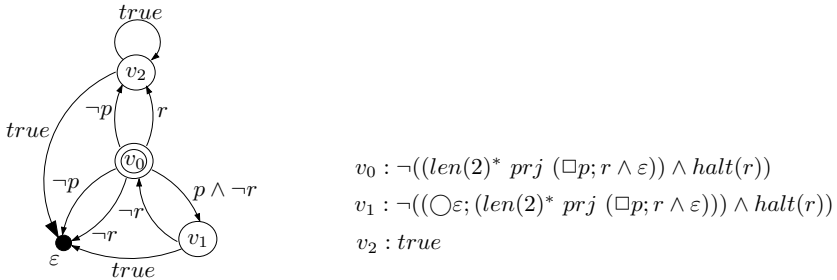 true
v₂
true
¬p
r
v₀
¬p
p ∧ ¬r
¬r
¬r
v₁
ε
true
v₀ : ¬((len(2)* prj (□p; r ∧ ε)) ∧ halt(r))
v₁ : ¬((◯ε; (len(2)* prj (□p; r ∧ ε))) ∧ halt(r))
v₂ : true